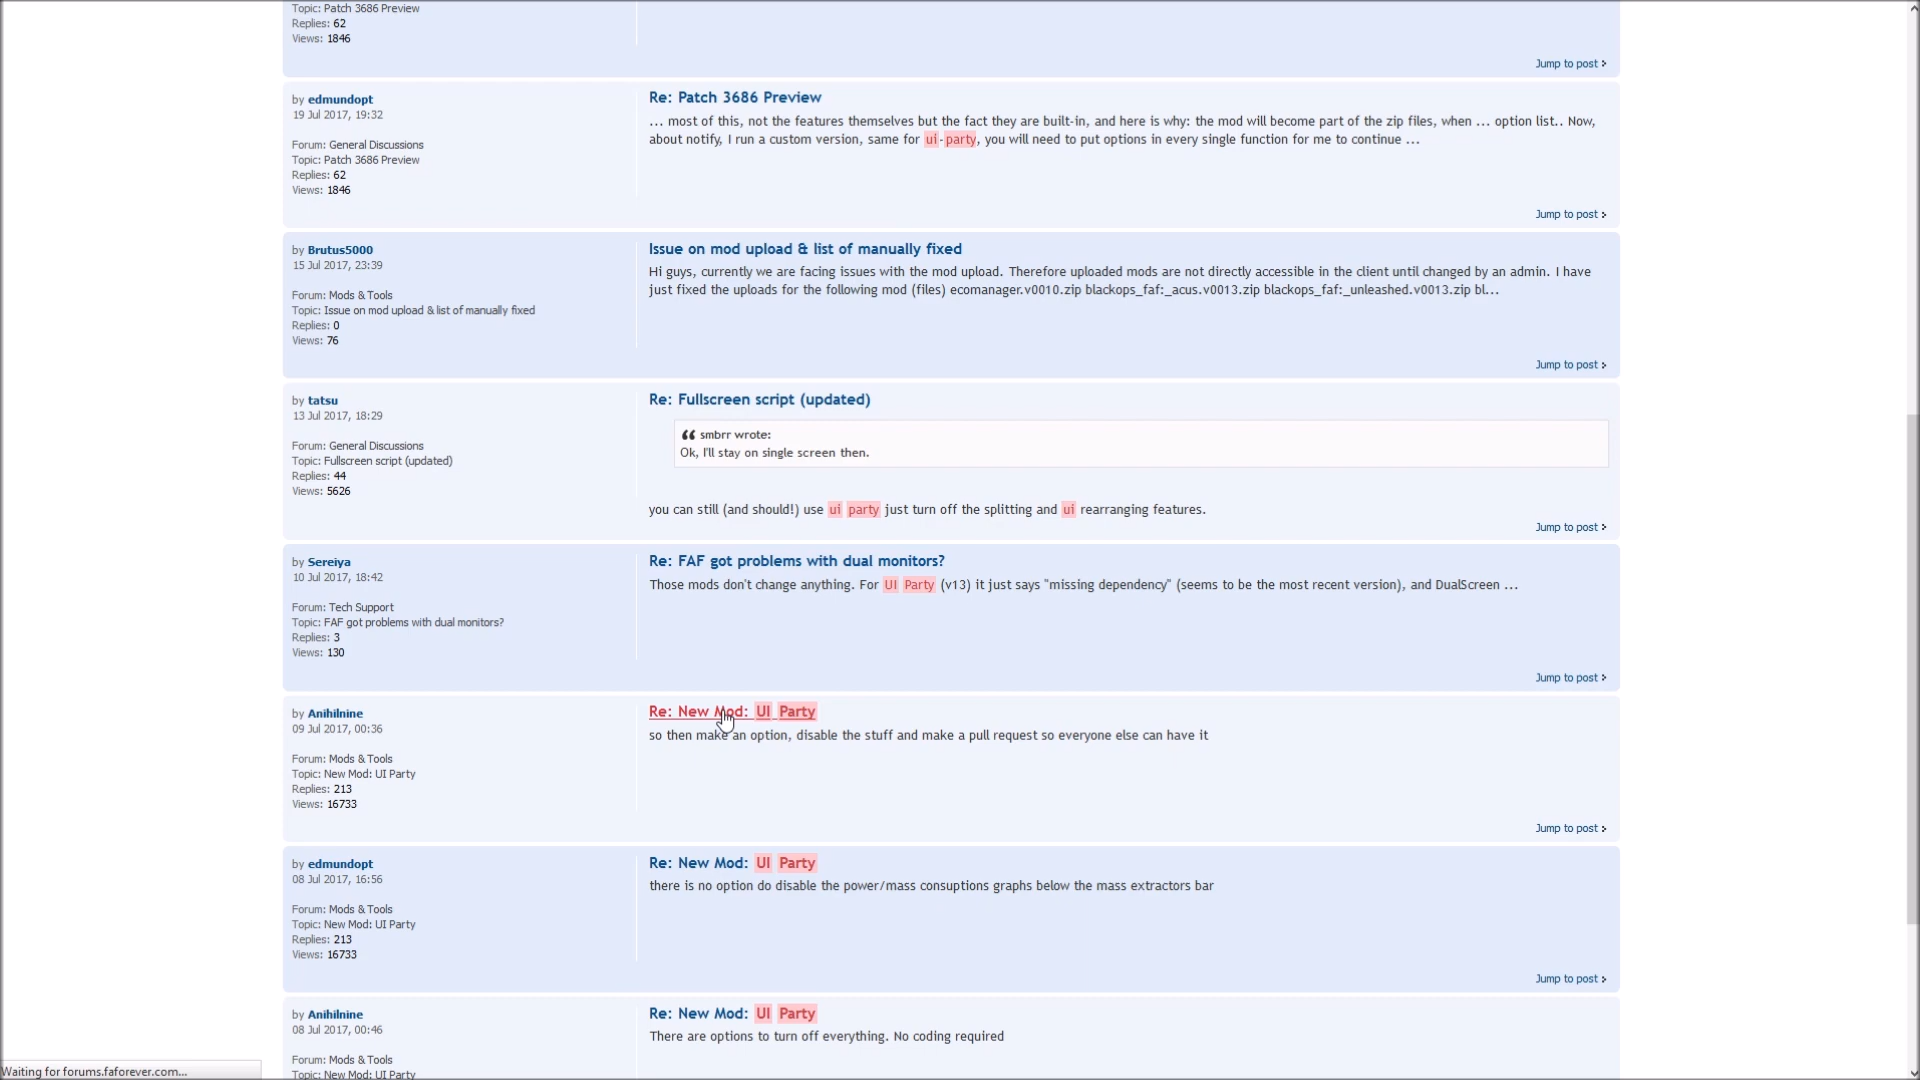 Topic: Patch 3686 Preview
Replies: 62
Views: 1846
Jump to post
by edmundopt
19 Jul 2017, 19:32
Forum: General Discussions
Topic: Patch 3686 Preview
Replies: 62
Views: 1846
Re: Patch 3686 Preview
... most of this, not the features themselves but the fact they are built-in, and here is why: the mod will become part of the zip files, when ... option list.. Now,
about notify, I run a custom version, same for ui-party, you will need to put options in every single function for me to continue ...
Jump to post
by Brutus5000
15 Jul 2017, 23:39
Forum: Mods & Tools
Topic: Issue on mod upload & list of manually fixed
Replies: 0
Views: 76
Issue on mod upload & list of manually fixed
Hi guys, currently we are facing issues with the mod upload. Therefore uploaded mods are not directly accessible in the client until changed by an admin. I have
just fixed the uploads for the following mod (files) ecomanager.v0010.zip blackops_faf:_acus.v0013.zip blackops_faf:_unleashed.v0013.zip bl...
Jump to post
by tatsu
13 Jul 2017, 18:29
Forum: General Discussions
Topic: Fullscreen script (updated)
Replies: 44
Views: 5626
Re: Fullscreen script (updated)
smbrr wrote:
Ok, I'll stay on single screen then.
you can still (and should!) use ui party just turn off the splitting and ui rearranging features.
Jump to post
by Sereiya
10 Jul 2017, 18:42
Forum: Tech Support
Topic: FAF got problems with dual monitors?
Replies: 3
Views: 130
Re: FAF got problems with dual monitors?
Those mods don't change anything. For UI Party (v13) it just says "missing dependency" (seems to be the most recent version), and DualScreen ...
Jump to post
by Anihilnine
09 Jul 2017, 00:36
Forum: Mods & Tools
Topic: New Mod: UI Party
Replies: 213
Views: 16733
Re: New Mod: UI Party
so then make an option, disable the stuff and make a pull request so everyone else can have it
Jump to post
by edmundopt
08 Jul 2017, 16:56
Forum: Mods & Tools
Topic: New Mod: UI Party
Replies: 213
Views: 16733
Re: New Mod: UI Party
there is no option do disable the power/mass consuptions graphs below the mass extractors bar
Jump to post
by Anihilnine
08 Jul 2017, 00:46
Forum: Mods & Tools
Topic: New Mod: UI Party
Re: New Mod: UI Party
There are options to turn off everything. No coding required
Waiting for forums.faforever.com...